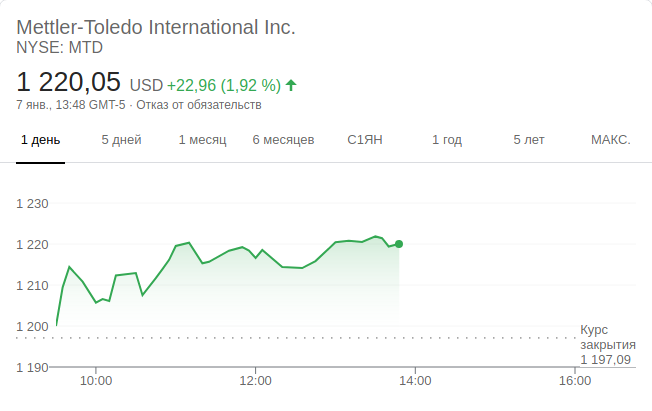 Mettler-Toledo International Inc.
NYSE: MTD
1 220,05 USD +22,96 (1,92 %)
7 янв., 13:48 GMT-5 · Отказ от обязательств
1 день 5 дней 1 месяц 6 месяцев С1ЯН 1 год 5 лет МАКС.
1 230
1 220
1 210
1 200
Курс
закрытия
1 197,09
1 190
10:00 12:00 14:00 16:00